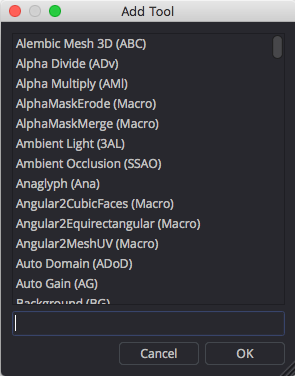 Add Tool
Alembic Mesh 3D (ABC)
Alpha Divide (ADv)
Alpha Multiply (AMl)
AlphaMaskErode (Macro)
AlphaMaskMerge (Macro)
Ambient Light (3AL)
Ambient Occlusion (SSAO)
Anaglyph (Ana)
Angular2CubicFaces (Macro)
Angular2Equirectangular (Macro)
Angular2MeshUV (Macro)
Auto Domain (ADoD)
Auto Gain (AG)
Background (BG)
Cancel
OK